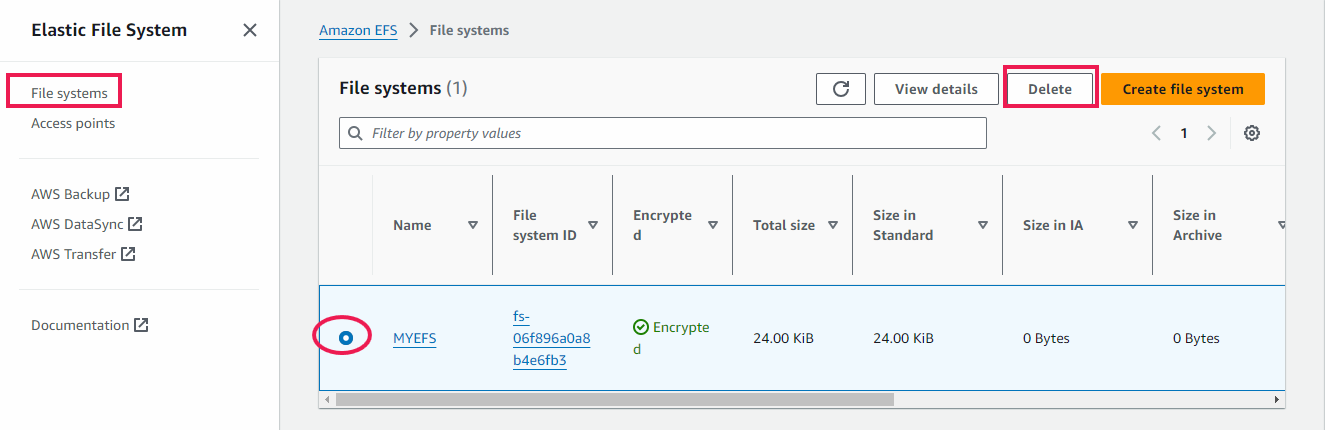 Elastic File System
File systems
Access points
AWS Backup
AWS DataSync
AWS Transfer
Documentation
Amazon EFS > File systems
File systems (1)
View details
Delete
Create file system
Filter by property values
1
Name
File
system ID
Encrypte
d
Total size
Size in
Standard
Size in IA
Size in
Archive
MYEFS
fs-
06f896a0a8
b4e6fb3
Encrypte
d
24.00 KiB
24.00 KiB
0 Bytes
0 Bytes